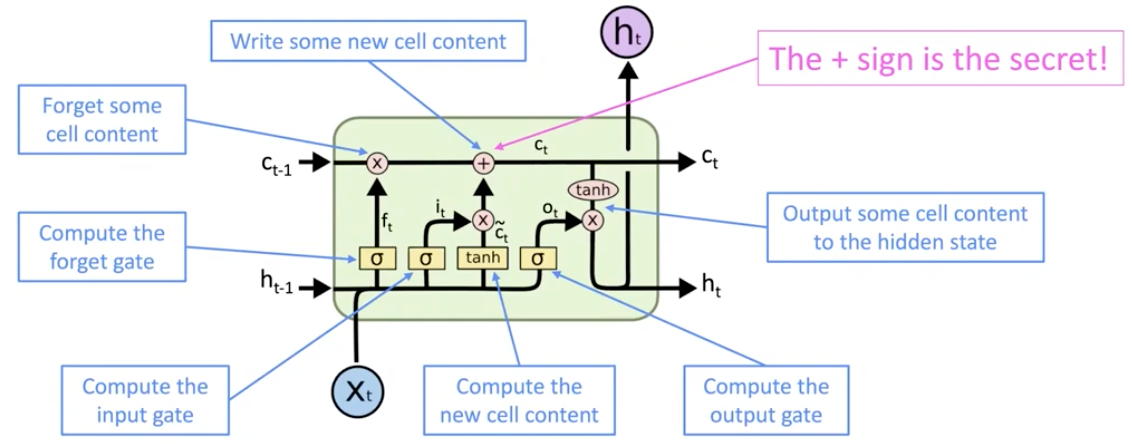 Write some new cell content
h_t
The + sign is the secret!
Forget some
cell content
c_{t-1}
x
+
c_t
c_t
tanh
f_t
i_t
x
c̃_t
o_t
x
Output some cell content
to the hidden state
Compute the
forget gate
σ
σ
tanh
σ
h_{t-1}
h_t
Compute the
input gate
X_t
Compute the
new cell content
Compute the
output gate